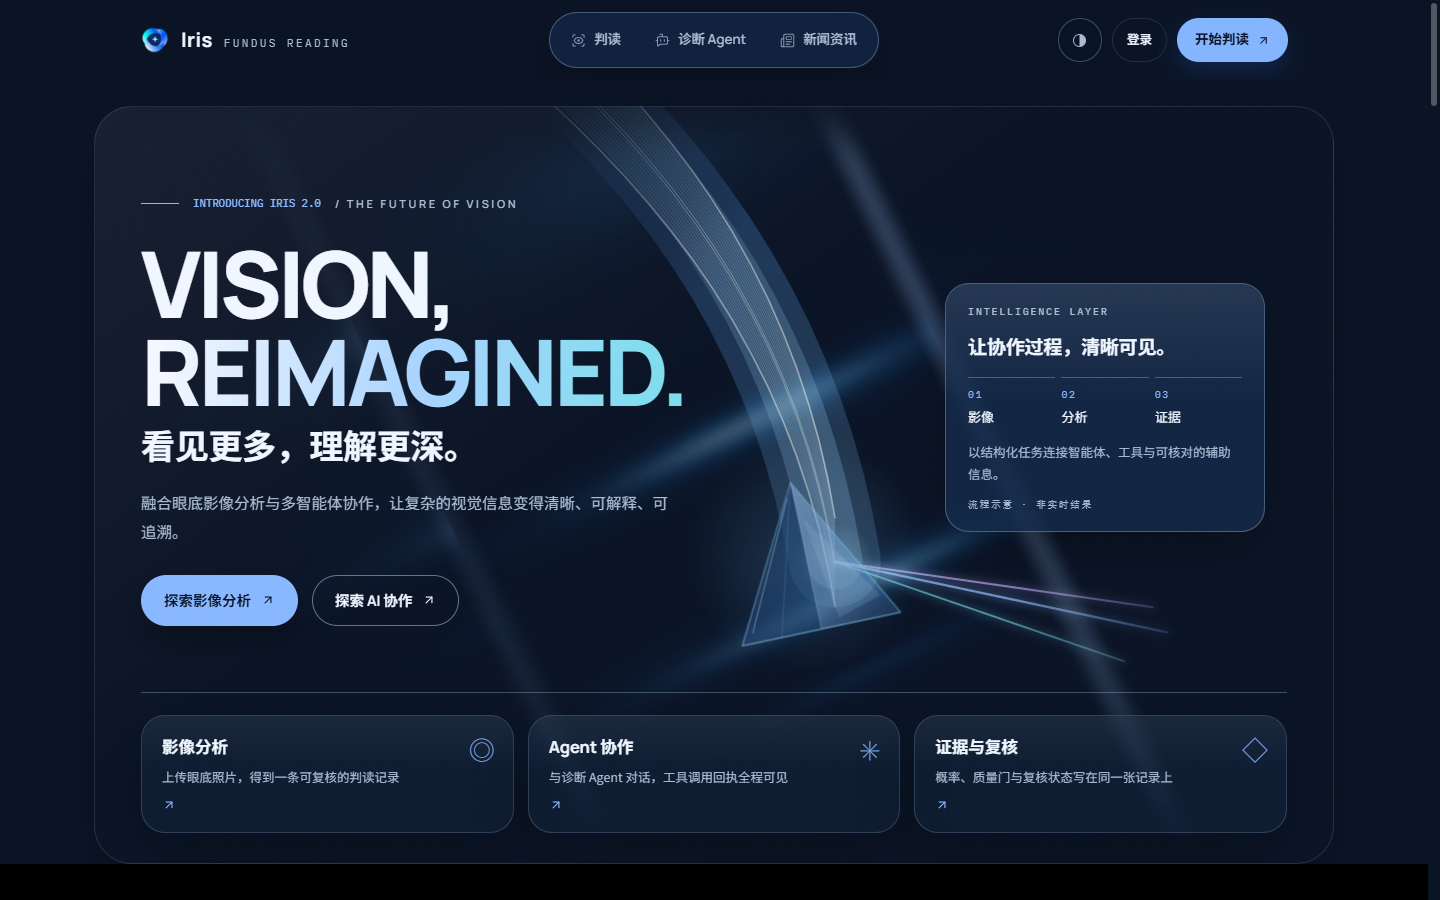 Iris FUNDUS READING
判读
诊断 Agent
新闻资讯
登录
开始判读
INTRODUCING IRIS 2.0 / THE FUTURE OF VISION
VISION,
REIMAGINED.
看见更多，理解更深。
融合眼底影像分析与多智能体协作，让复杂的视觉信息变得清晰、可解释、可
追溯。
探索影像分析
探索 AI 协作
INTELLIGENCE LAYER
让协作过程，清晰可见。
01 02 03
影像 分析 证据
以结构化任务连接智能体、工具与可核对的辅助
信息。
流程示意 · 非实时结果
影像分析
上传眼底照片，得到一条可复核的判读记录
Agent 协作
与诊断 Agent 对话，工具调用回执全程可见
证据与复核
概率、质量门与复核状态写在同一张记录上